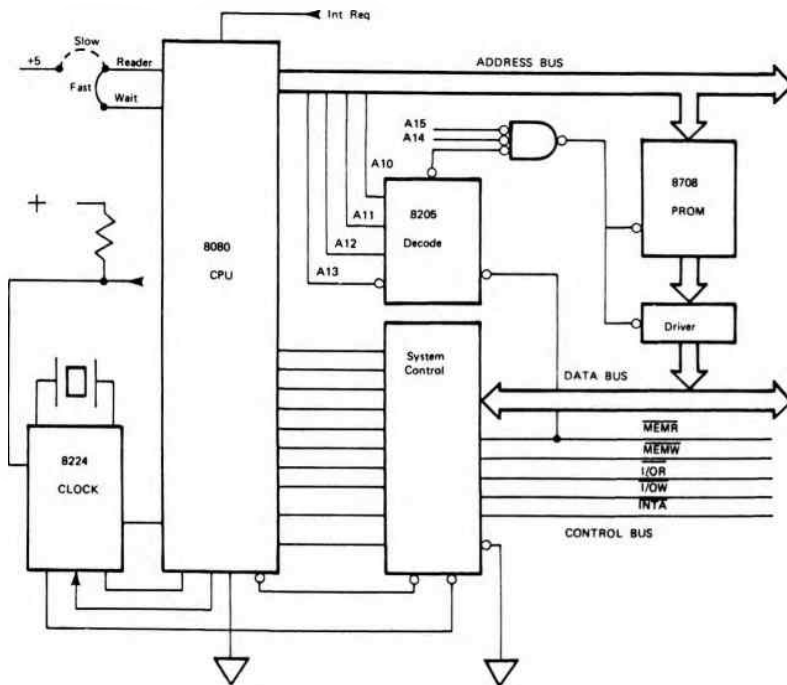 Int Req
+5
Slow
Reader
Fast
Wait
ADDRESS BUS
A15
A14
A10
A11
A12
A13
8205
Decode
8708
PROM
8080
CPU
+
Driver
System
Control
DATA BUS
MEMR
MEMW
I/OR
I/OW
INTA
CONTROL BUS
8224
CLOCK